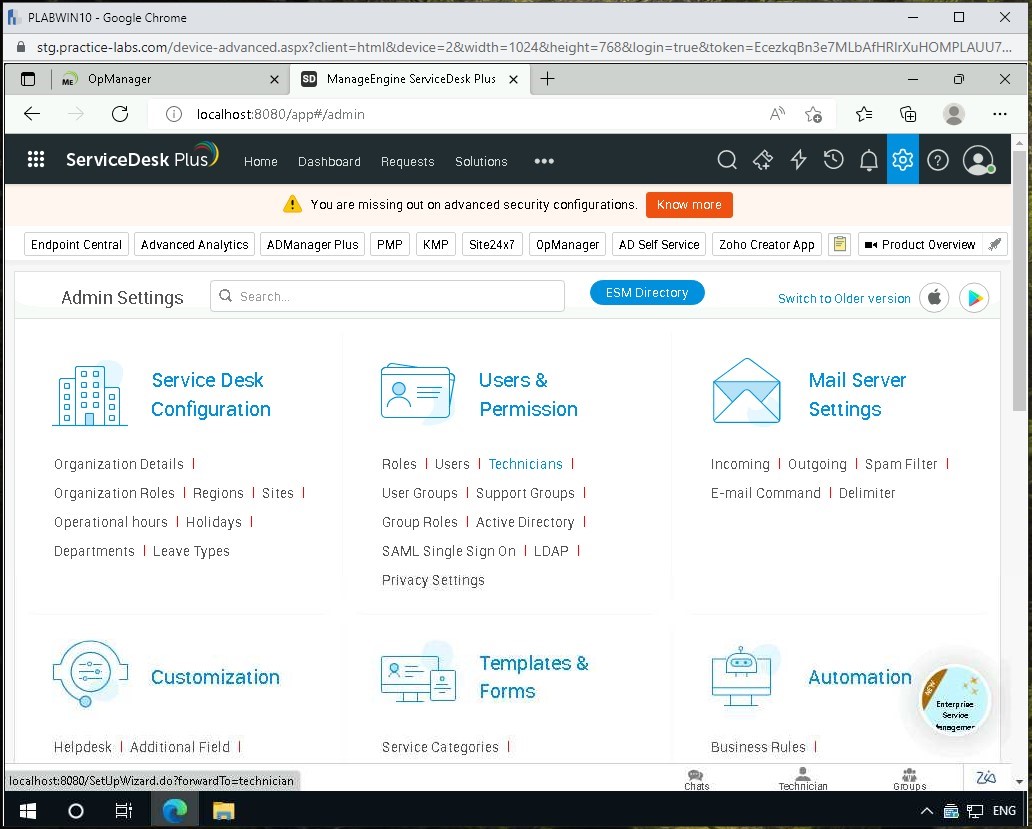 PLABWIN10 - Google Chrome
stg.practice-labs.com/device-advanced.aspx?client=html&device=2&width=1024&height=768&login=true&token=EcezkqBn3e7MLbAfHRIrXuHOMPLAUU7...
ME OpManager
SD ManageEngine ServiceDesk Plus
localhost:8080/app#/admin
ServiceDesk Plus Home Dashboard Requests Solutions
You are missing out on advanced security configurations. Know more
Endpoint Central Advanced Analytics ADManager Plus PMP KMP Site24x7 OpManager AD Self Service Zoho Creator App Product Overview
Admin Settings Search... ESM Directory Switch to Older version
Service Desk
Configuration
Organization Details |
Organization Roles | Regions | Sites |
Operational hours | Holidays |
Departments | Leave Types
Users &
Permission
Roles | Users | Technicians |
User Groups | Support Groups |
Group Roles | Active Directory |
SAML Single Sign On | LDAP |
Privacy Settings
Mail Server
Settings
Incoming | Outgoing | Spam Filter |
E-mail Command | Delimiter
Customization
Helpdesk | Additional Field |
Templates &
Forms
Service Categories |
Automation
Business Rules |
NEW
Enterprise
Service
Management
localhost:8080/SetUpWizard.do?forwardTo=technician
Chats Technician Groups Zia
ENG